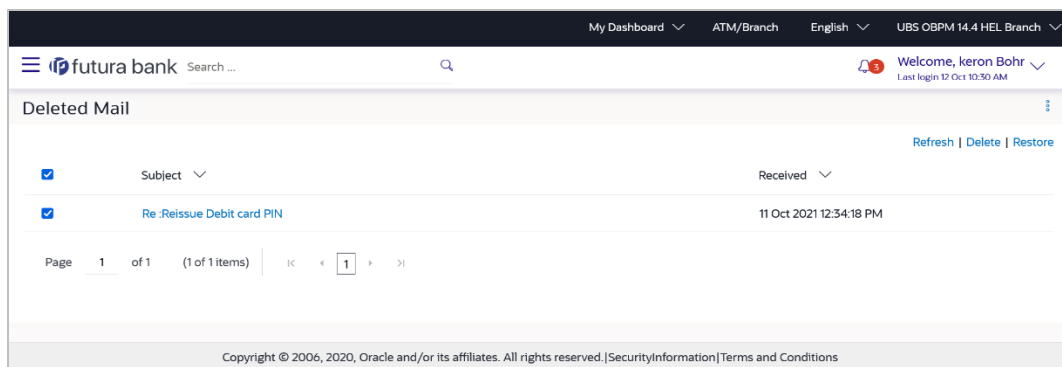 My Dashboard ATM/Branch English UBS OBPM 14.4 HEL Branch
futura bank Search ... 3 Welcome, keron Bohr
Last login 12 Oct 10:30 AM
Deleted Mail
Refresh | Delete | Restore
Subject Received
Re :Reissue Debit card PIN 11 Oct 2021 12:34:18 PM
Page 1 of 1 (1 of 1 items) 1
Copyright © 2006, 2020, Oracle and/or its affiliates. All rights reserved.|SecurityInformation|Terms and Conditions